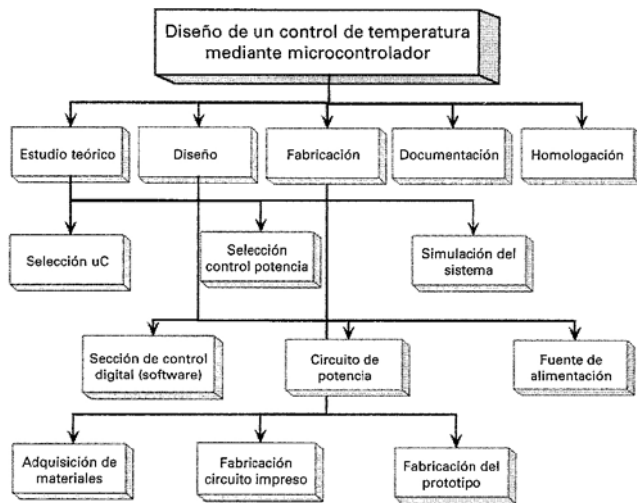 Diseño de un control de temperatura
mediante microcontrolador
Estudio teórico
Diseño
Fabricación
Documentación
Homologación
Selección uC
Selección
control potencia
Simulación del
sistema
Sección de control
digital (software)
Circuito de
potencia
Fuente de
alimentación
Adquisición de
materiales
Fabricación
circuito impreso
Fabricación del
prototipo